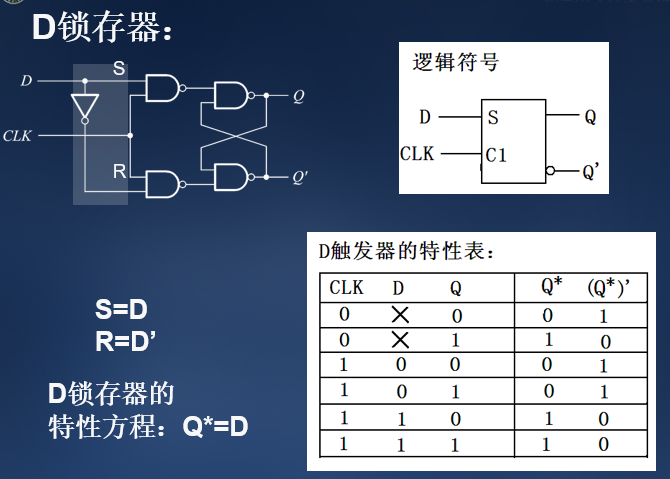 D锁存器：
D
S
CLK
R
Q
Q'
逻辑符号
D S Q
CLK C1 Q'
S=D
R=D’
D锁存器的
特性方程：Q*=D
D触发器的特性表：
CLK D Q Q* (Q*)'
0 × 0 0 1
0 × 1 1 0
1 0 0 0 1
1 0 1 0 1
1 1 0 1 0
1 1 1 1 0